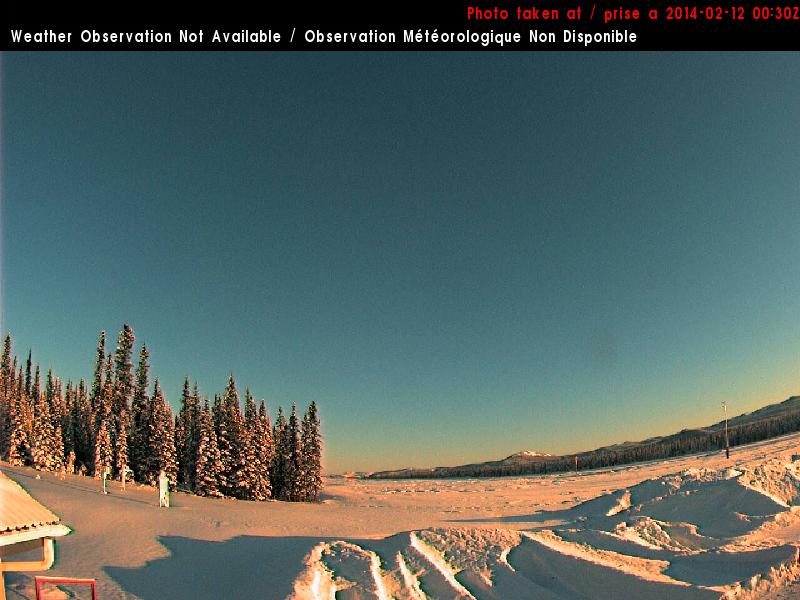 Photo taken at / prise a 2014-02-12 00:30Z
Weather Observation Not Available / Observation Météorologique Non Disponible